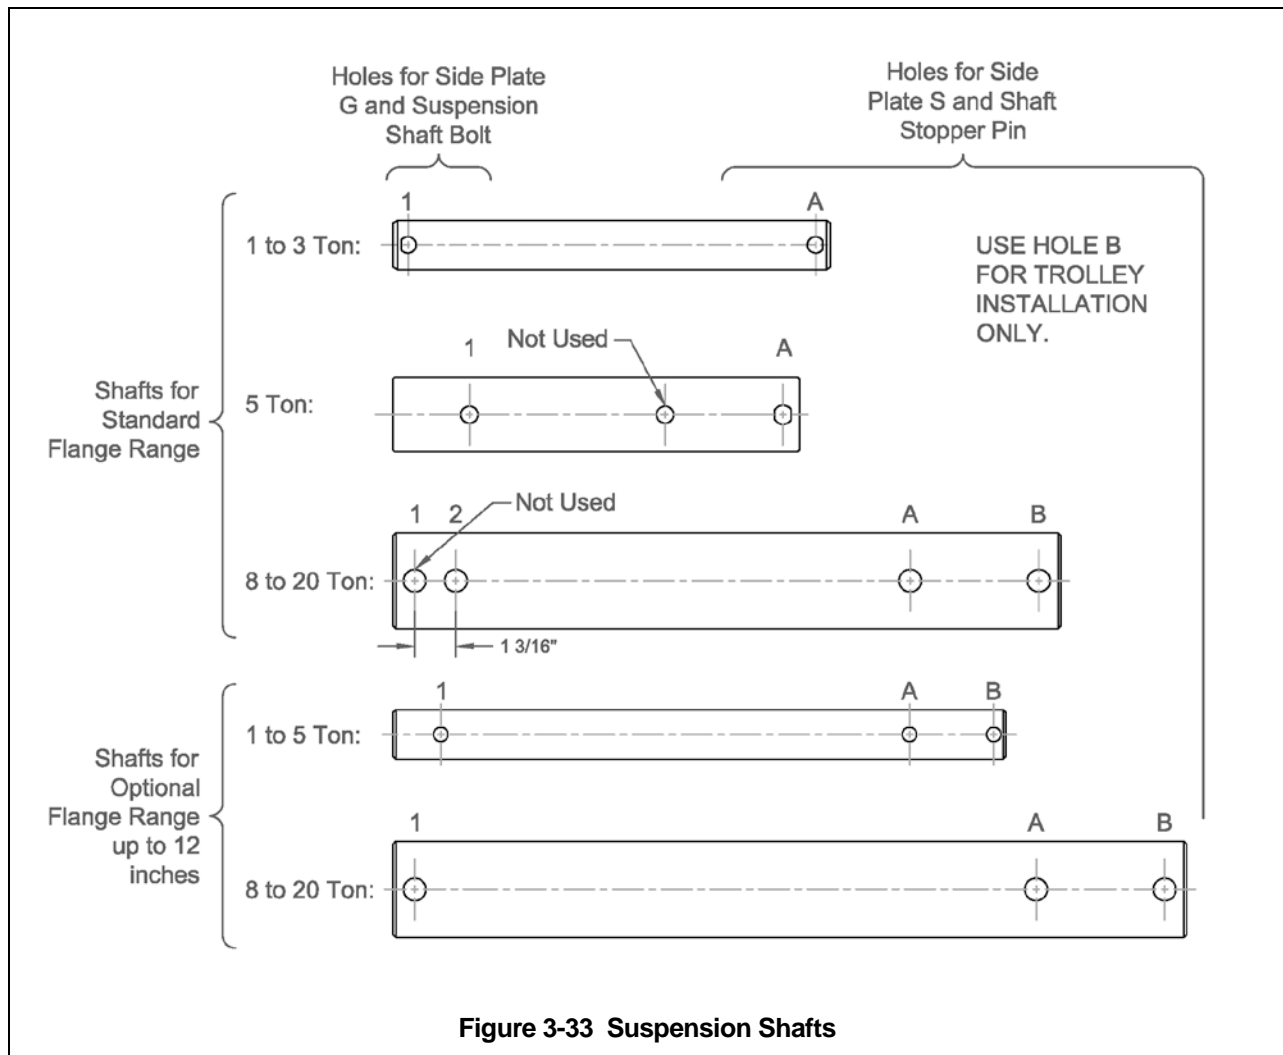 Holes for Side Plate
G and Suspension
Shaft Bolt
Holes for Side
Plate S and Shaft
Stopper Pin
1
A
1 to 3 Ton:
USE HOLE B
FOR TROLLEY
INSTALLATION
ONLY.
1
Not Used
A
5 Ton:
Shafts for
Standard
Flange Range
1
2
Not Used
A
B
8 to 20 Ton:
1 3/16"
1
A
B
1 to 5 Ton:
Shafts for
Optional
Flange Range
up to 12
inches
1
A
B
8 to 20 Ton:
Figure 3-33 Suspension Shafts